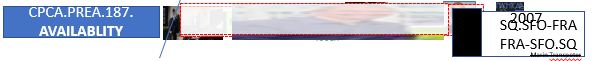 CPCA.PREA.187.
AVAILABLITY
2007
SQ.SFO-FRA
FRA-SFO.SQ